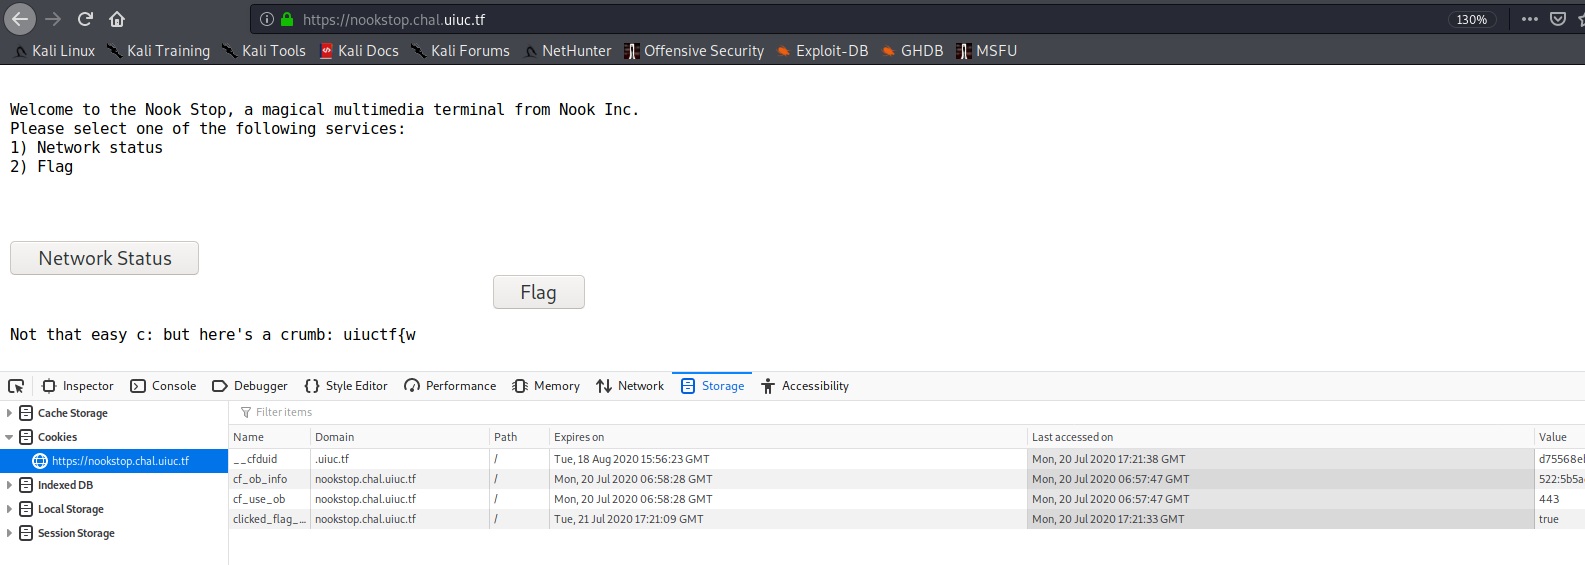 https://nookstop.chal.uiuc.tf 130%
Kali Linux Kali Training Kali Tools Kali Docs Kali Forums NetHunter Offensive Security Exploit-DB GHDB MSFU
Welcome to the Nook Stop, a magical multimedia terminal from Nook Inc.
Please select one of the following services:
1) Network status
2) Flag
Network Status
Flag
Not that easy c: but here's a crumb: uiuctf{w
Inspector Console Debugger {} Style Editor Performance Memory Network Storage Accessibility
Cache Storage
Cookies
https://nookstop.chal.uiuc.tf
Indexed DB
Local Storage
Session Storage
Filter items
Name Domain Path Expires on Last accessed on Value
__cfduid .uiuc.tf / Tue, 18 Aug 2020 15:56:23 GMT Mon, 20 Jul 2020 17:21:38 GMT d75568e
cf_ob_info nookstop.chal.uiuc.tf / Mon, 20 Jul 2020 06:58:28 GMT Mon, 20 Jul 2020 06:57:47 GMT 522:5b5a
cf_use_ob nookstop.chal.uiuc.tf / Mon, 20 Jul 2020 06:58:28 GMT Mon, 20 Jul 2020 06:57:47 GMT 443
clicked_flag_... nookstop.chal.uiuc.tf / Tue, 21 Jul 2020 17:21:09 GMT Mon, 20 Jul 2020 17:21:33 GMT true